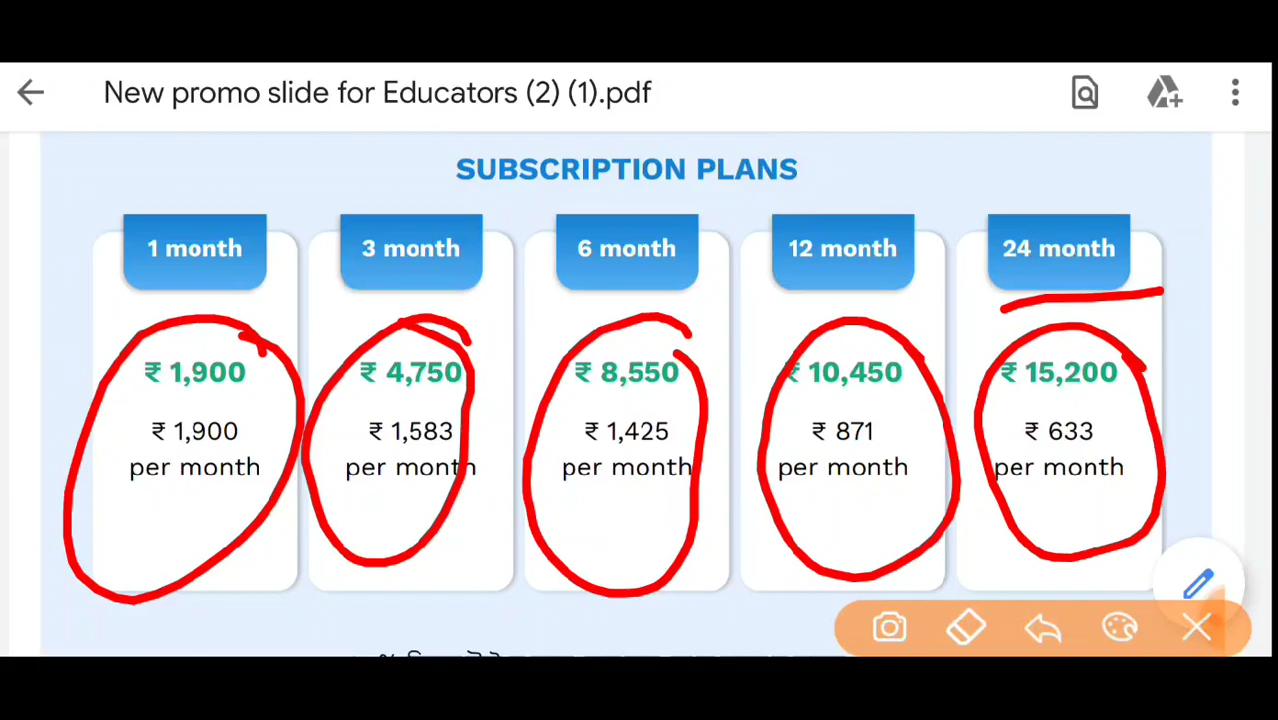 New promo slide for Educators (2) (1).pdf
SUBSCRIPTION PLANS
1 month
₹ 1,900
₹ 1,900
per month
3 month
₹ 4,750
₹ 1,583
per month
6 month
₹ 8,550
₹ 1,425
per month
12 month
₹ 10,450
₹ 871
per month
24 month
₹ 15,200
₹ 633
per month